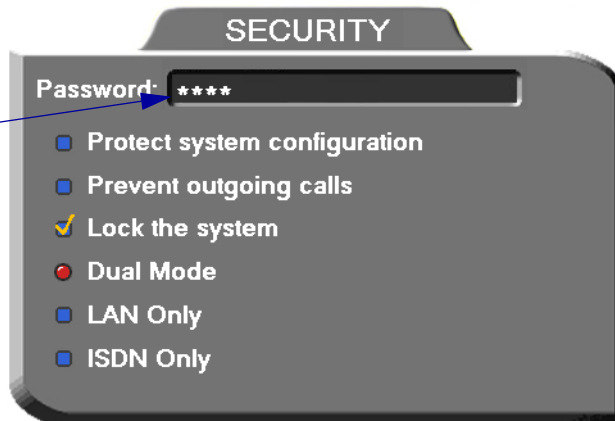 SECURITY
Password: ****
Protect system configuration
Prevent outgoing calls
Lock the system
Dual Mode
LAN Only
ISDN Only